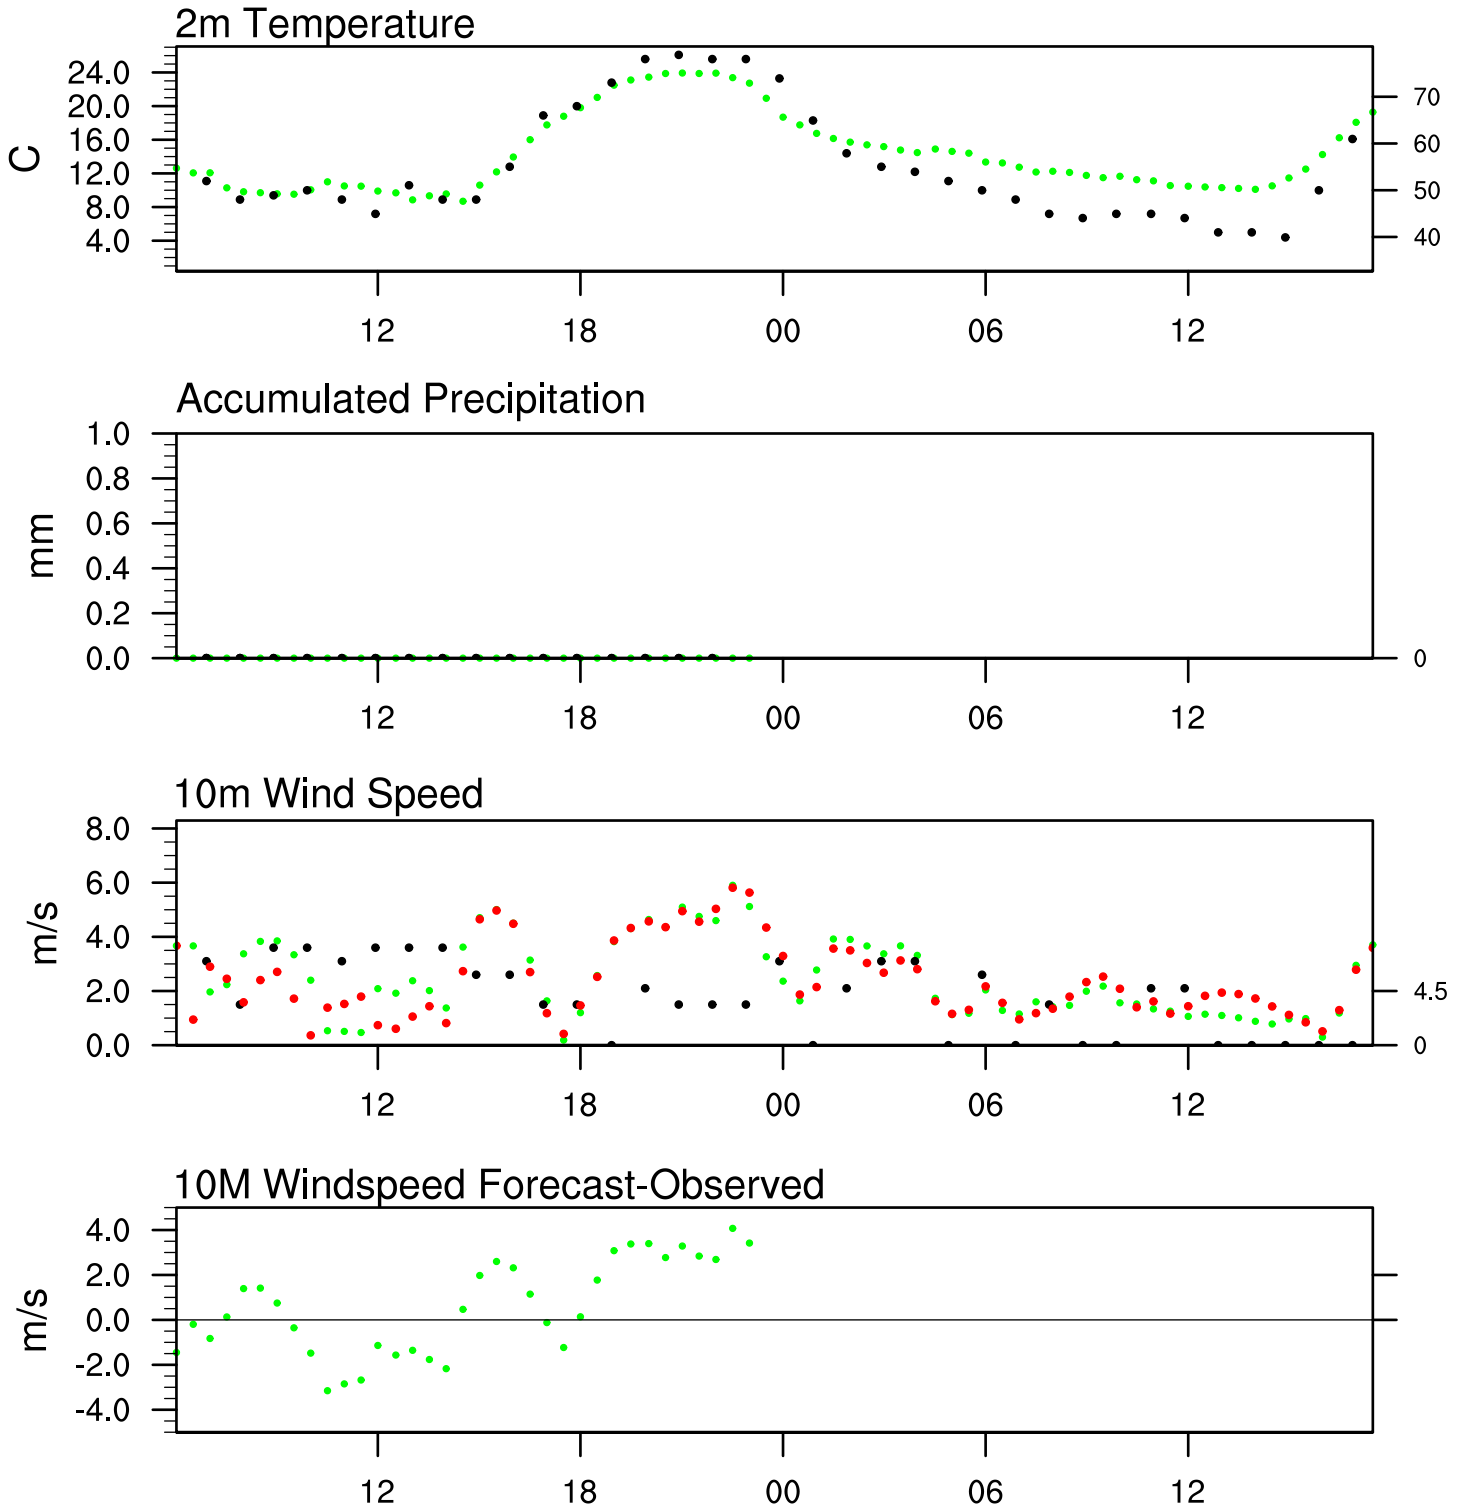 2m Temperature
24.0
20.0
16.0
12.0
8.0
4.0
C
70
60
50
40
12 18 00 06 12
Accumulated Precipitation
1.0
0.8
0.6
0.4
0.2
0.0
mm
0
12 18 00 06 12
10m Wind Speed
8.0
6.0
4.0
2.0
0.0
m/s
4.5
0
12 18 00 06 12
10M Windspeed Forecast-Observed
4.0
2.0
0.0
-2.0
-4.0
m/s
12 18 00 06 12